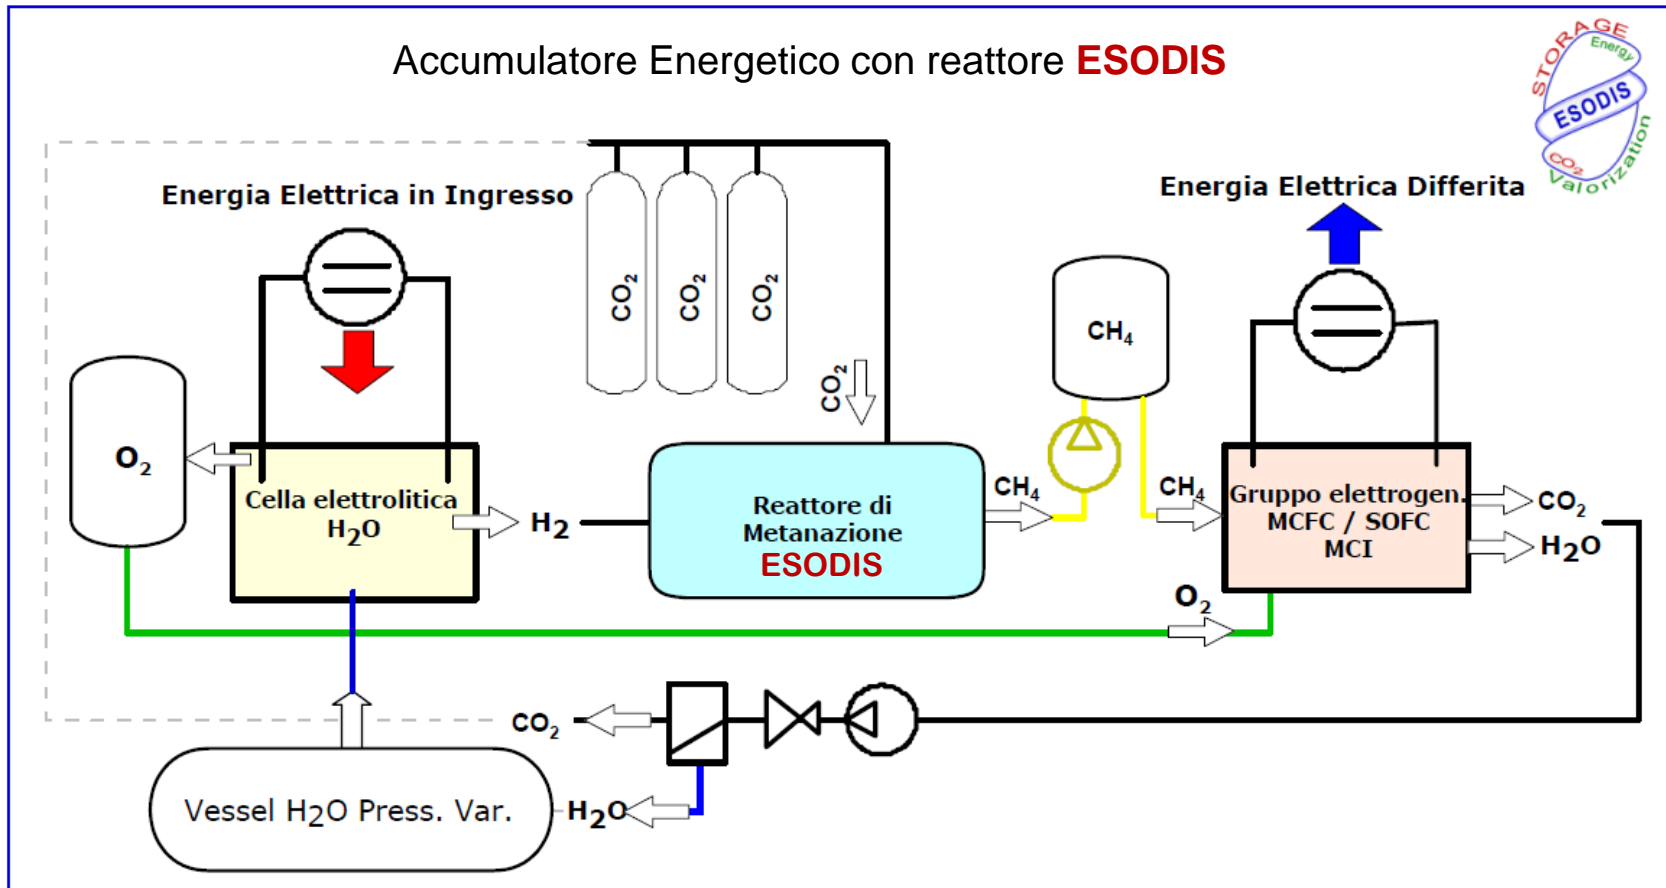 Accumulatore Energetico con reattore ESODIS
STORAGE
Energy
ESODIS
CO2
Valorization
Energia Elettrica in Ingresso
Energia Elettrica Differita
CO2
CO2
CO2
CO2
CH4
O2
Cella elettrolitica
H2O
H2
Reattore di
Metanazione
ESODIS
CH4
CH4
Gruppo elettrogen.
MCFC / SOFC
MCI
CO2
H2O
O2
CO2
Vessel H2O Press. Var.
H2O